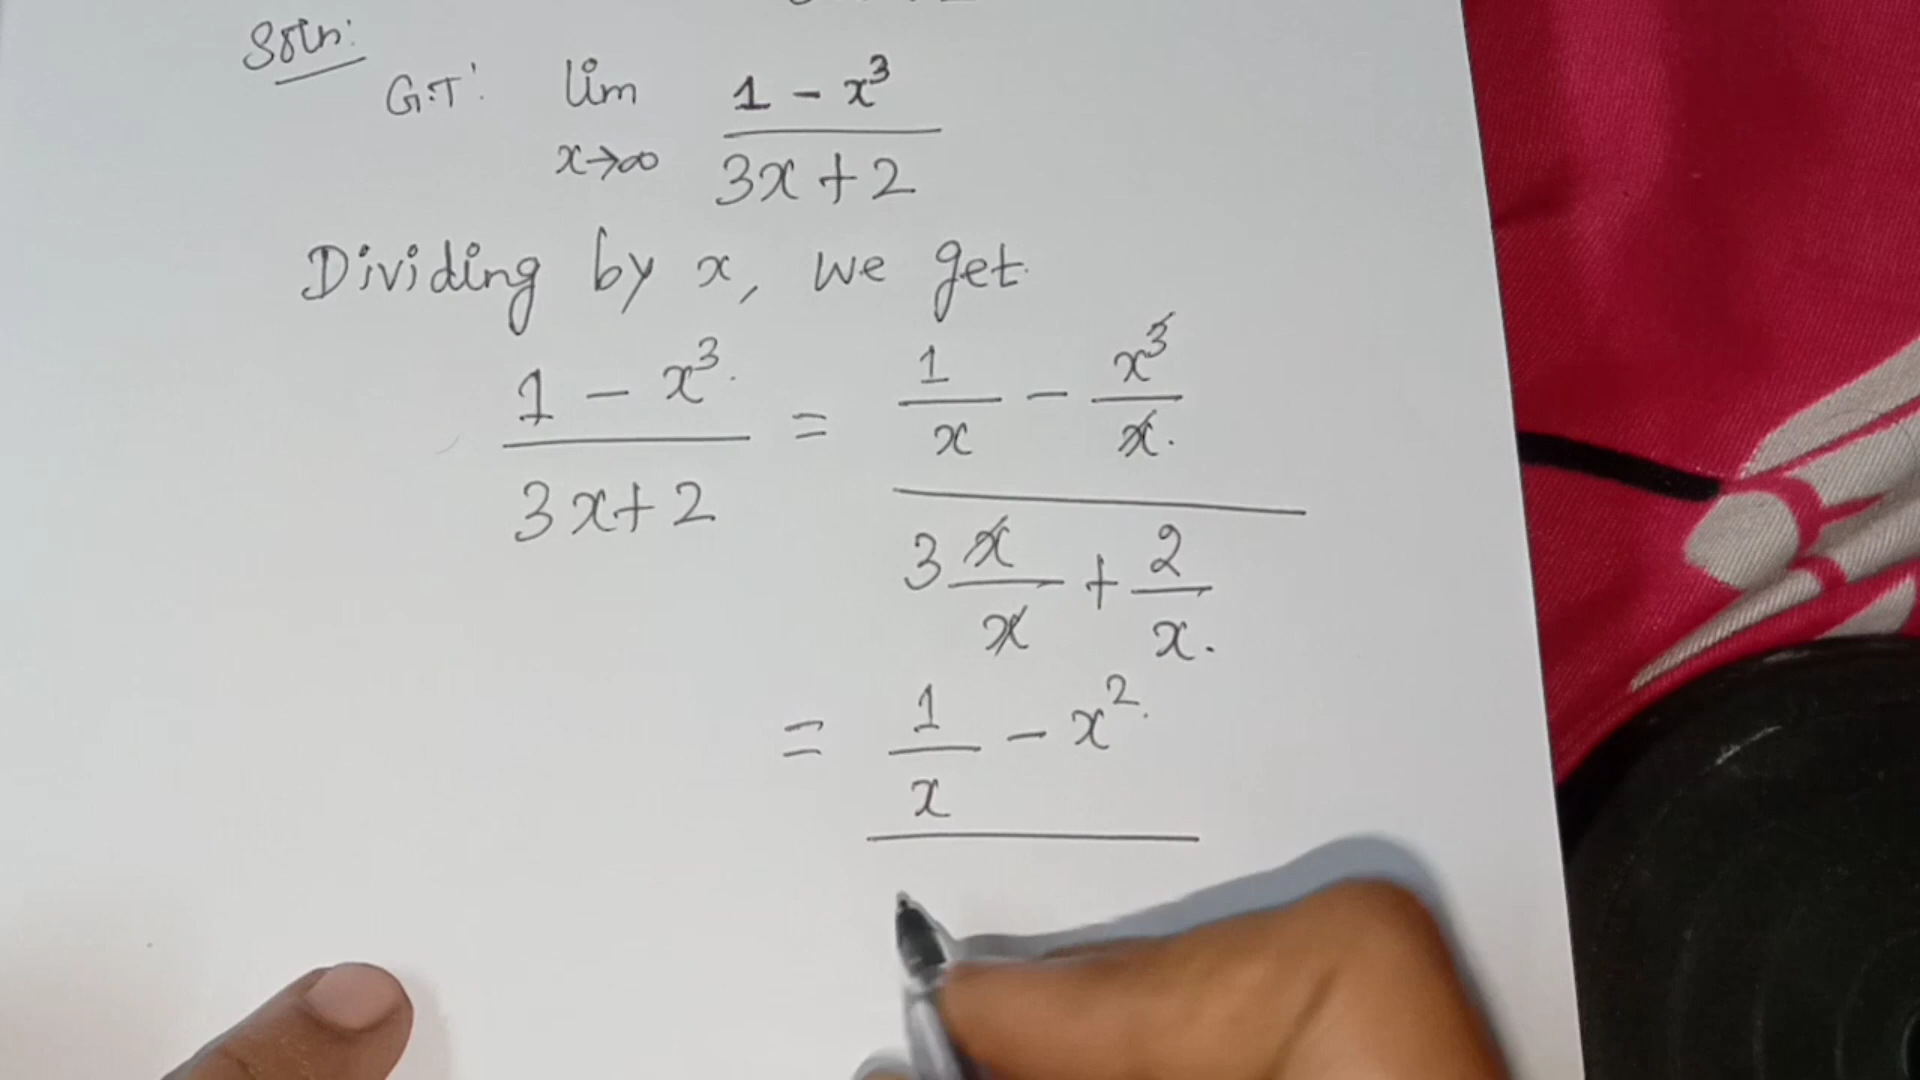 Soln:
G.T: lim x→∞ (1 - x³)/(3x + 2)
Dividing by x, we get
(1 - x³)/(3x + 2) = (1/x - x³/x)/(3x/x + 2/x)
= (1/x - x²)/